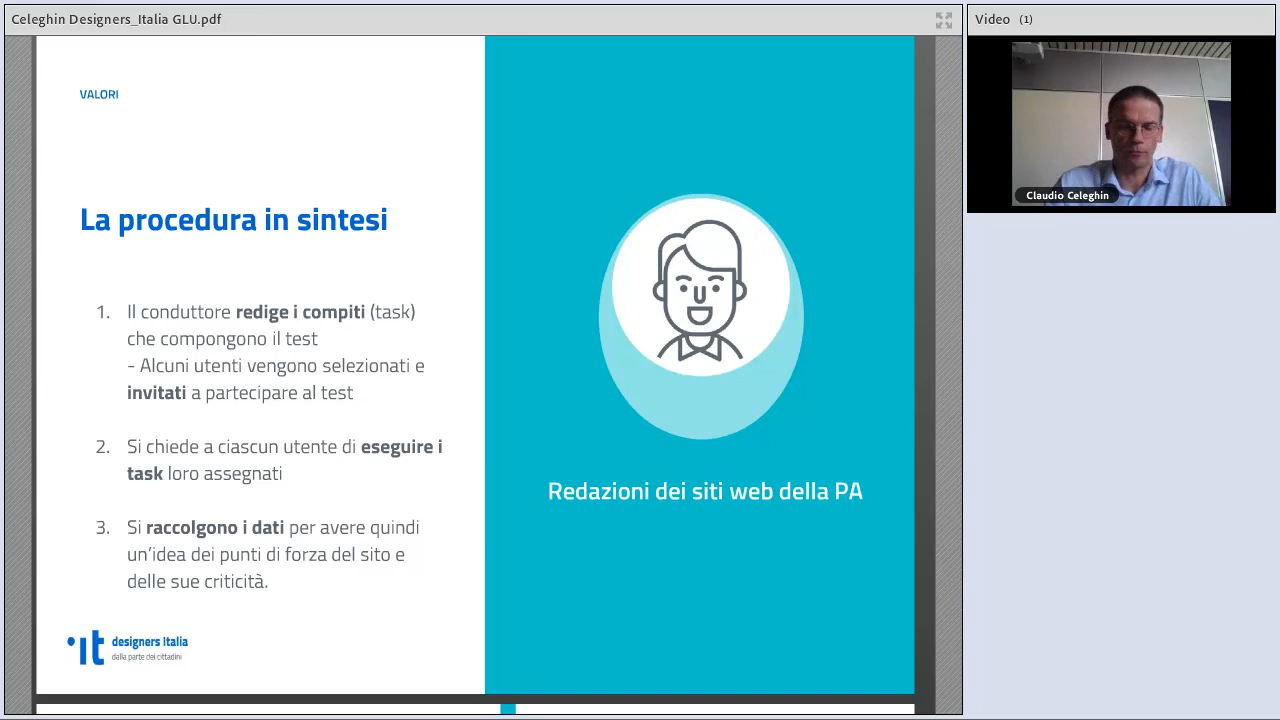 Celeghin Designers_Italia GLU.pdf
Video (1)
Claudio Celeghin
VALORI
La procedura in sintesi
1. Il conduttore redige i compiti (task)
che compongono il test
- Alcuni utenti vengono selezionati e
invitati a partecipare al test
2. Si chiede a ciascun utente di eseguire i
task loro assegnati
3. Si raccolgono i dati per avere quindi
un'idea dei punti di forza del sito e
delle sue criticità.
.it designers italia
dalla parte dei cittadini
Redazioni dei siti web della PA